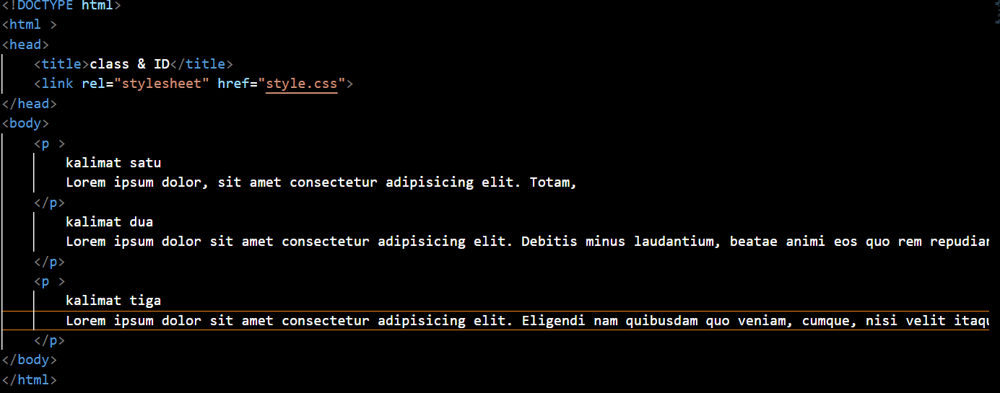 <!DOCTYPE html>
<html >
<head>
    <title>class & ID</title>
    <link rel="stylesheet" href="style.css">
</head>
<body>
    <p >
        kalimat satu
        Lorem ipsum dolor, sit amet consectetur adipisicing elit. Totam,
    </p>
        kalimat dua
        Lorem ipsum dolor sit amet consectetur adipisicing elit. Debitis minus laudantium, beatae animi eos quo rem
    </p>
    <p >
        kalimat tiga
        Lorem ipsum dolor sit amet consectetur adipisicing elit. Eligendi nam quibusdam quo veniam, cumque, nisi velit
    </p>
</body>
</html>